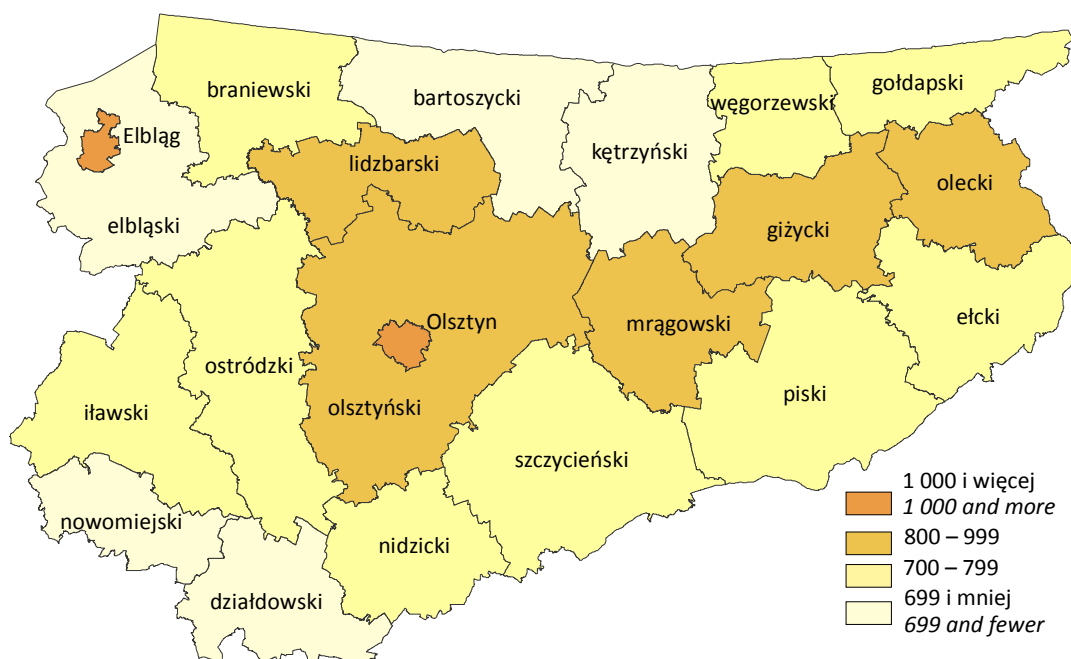 braniewski
bartoszycki
gołdapski
węgorzewski
Elbląg
kętrzyński
lidzbarski
olecki
elbląski
giżycki
Olsztyn
mrągowski
ełcki
ostródzki
olsztyński
piski
iławski
szczycieński
nowomiejski
nidzicki
działdowski
1 000 i więcej
1 000 and more
800 – 999
700 – 799
699 i mniej
699 and fewer